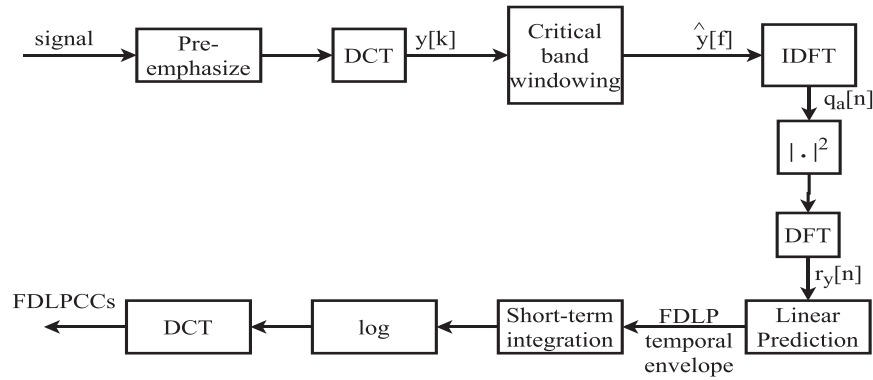 signal
Pre-
emphasize
DCT
y[k]
Critical
band
windowing
ŷ[f]
IDFT
qₐ[n]
|.|²
DFT
r_y[n]
Linear
Prediction
FDLP
temporal
envelope
Short-term
integration
log
DCT
FDLPCCs